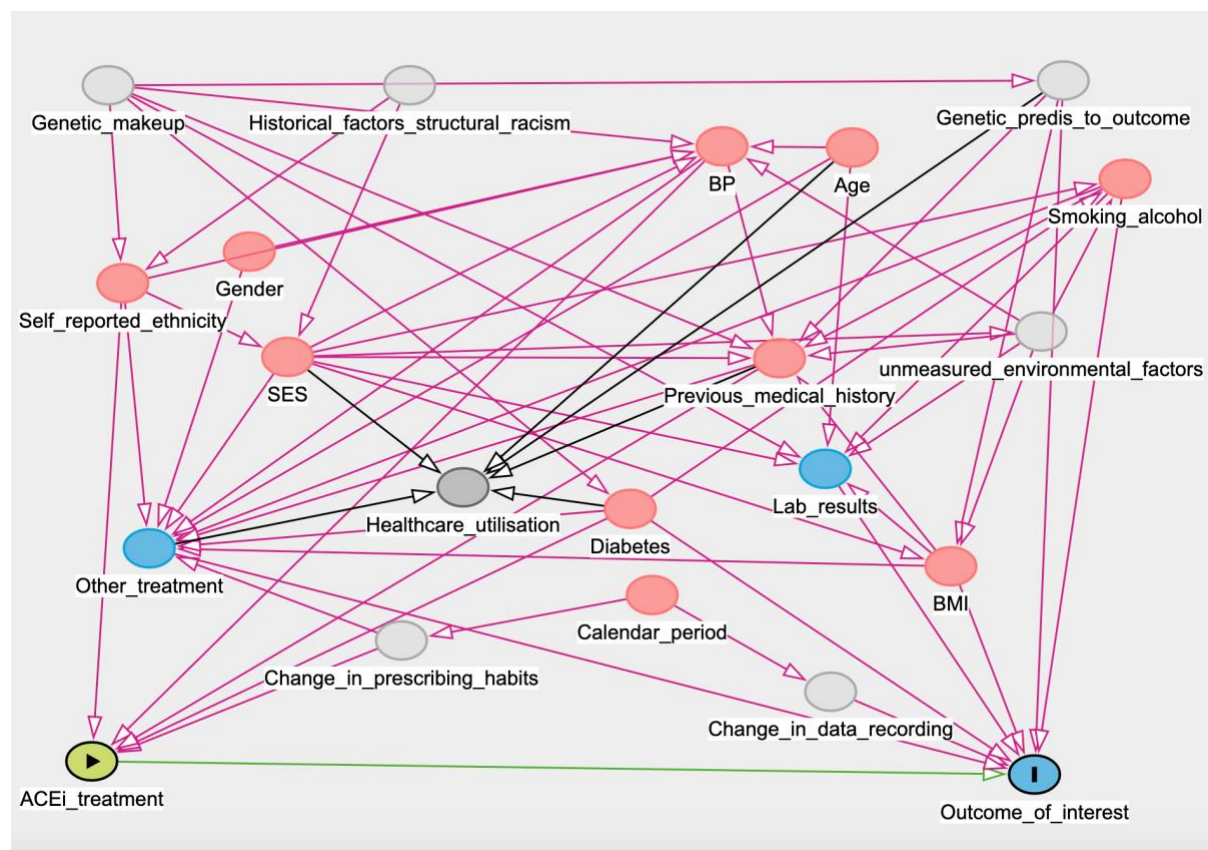 Genetic_makeup
Historical_factors_structural_racism
Genetic_predis_to_outcome
BP
Age
Smoking_alcohol
Gender
Self_reported_ethnicity
SES
Previous_medical_history
unmeasured_environmental_factors
Healthcare_utilisation
Lab_results
Diabetes
Other_treatment
BMI
Calendar_period
Change_in_prescribing_habits
Change_in_data_recording
ACEi_treatment
Outcome_of_interest